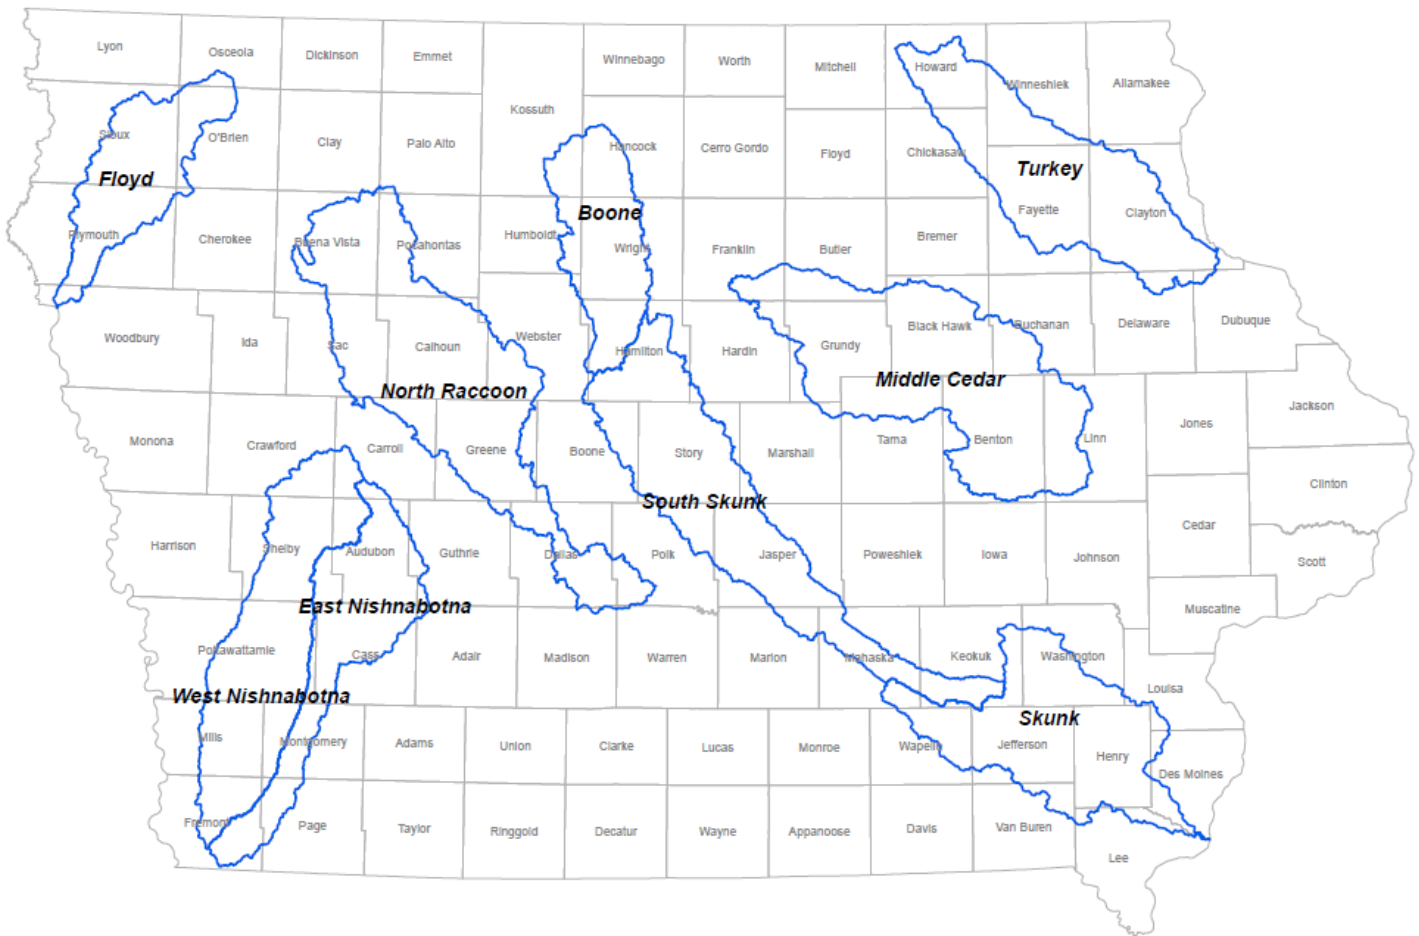 Lyon
Osceola
Dickinson
Emmet
Winnebago
Worth
Mitchell
Howard
Winneshiek
Allamakee
Kossuth
Sioux
O'Brien
Clay
Palo Alto
Hancock
Cerro Gordo
Floyd
Chickasaw
Turkey
Floyd
Boone
Fayette
Clayton
Plymouth
Cherokee
Buena Vista
Pocahontas
Humboldt
Wright
Franklin
Butler
Bremer
Woodbury
Ida
Sac
Calhoun
Webster
Hamilton
Hardin
Grundy
Black Hawk
Buchanan
Delaware
Dubuque
North Raccoon
Middle Cedar
Monona
Crawford
Carroll
Greene
Boone
Story
Marshall
Tama
Benton
Linn
Jones
Jackson
South Skunk
Clinton
Harrison
Shelby
Audubon
Guthrie
Dallas
Polk
Jasper
Poweshiek
Iowa
Johnson
Cedar
Scott
East Nishnabotna
Muscatine
Pottawattamie
Cass
Adair
Madison
Warren
Marion
Mahaska
Keokuk
Washington
Louisa
West Nishnabotna
Skunk
Mills
Montgomery
Adams
Union
Clarke
Lucas
Monroe
Wapello
Jefferson
Henry
Des Moines
Fremont
Page
Taylor
Ringgold
Decatur
Wayne
Appanoose
Davis
Van Buren
Lee